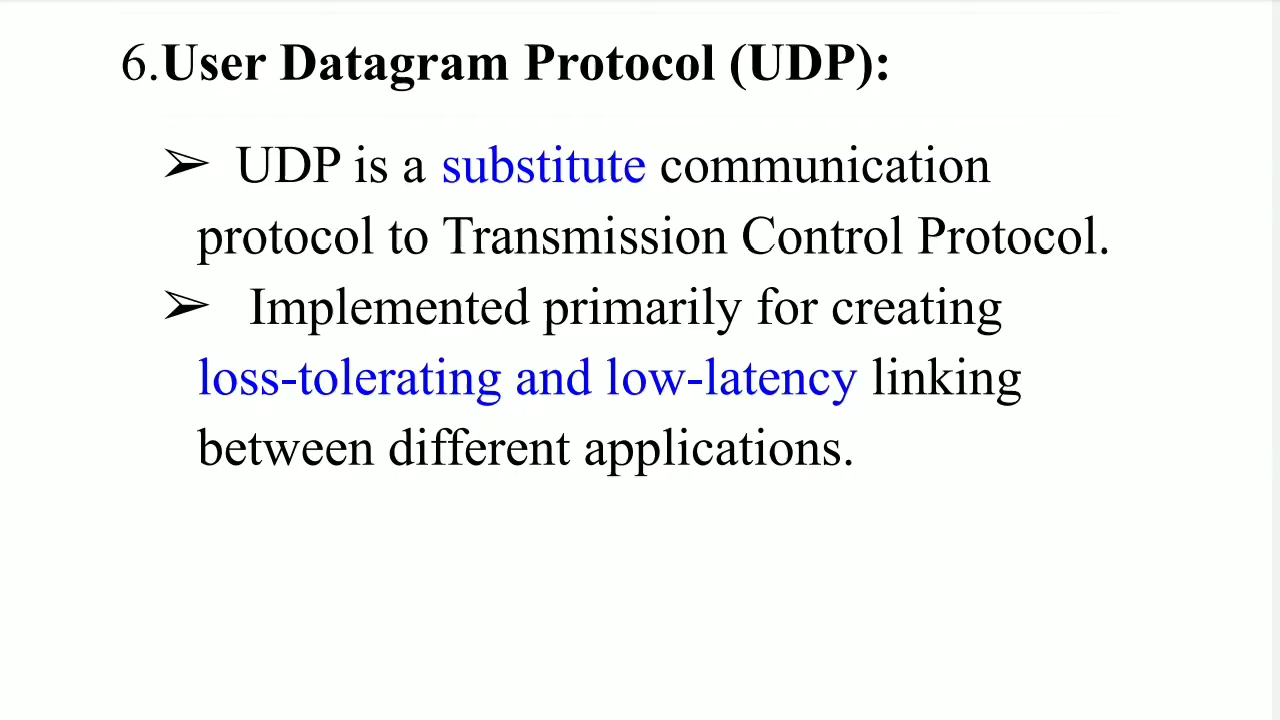 6.User Datagram Protocol (UDP):
➢ UDP is a substitute communication
protocol to Transmission Control Protocol.
➢ Implemented primarily for creating
loss-tolerating and low-latency linking
between different applications.